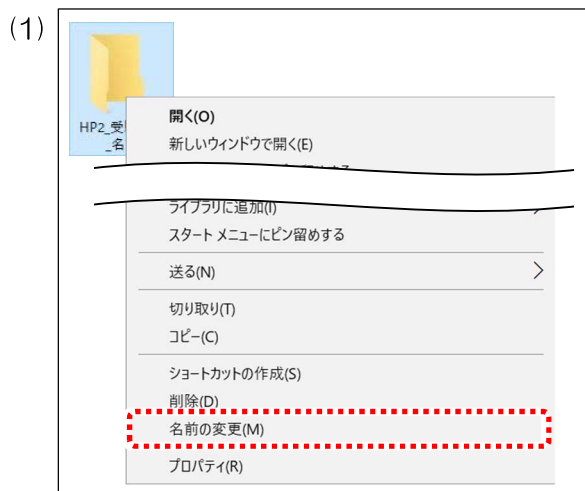 (1)
HP2_受
_名
開く(O)
新しいウィンドウで開く(E)
ライブラリに追加(I)
スタート メニューにピン留めする
送る(N)
切り取り(T)
コピー(C)
ショートカットの作成(S)
削除(D)
名前の変更(M)
プロパティ(R)